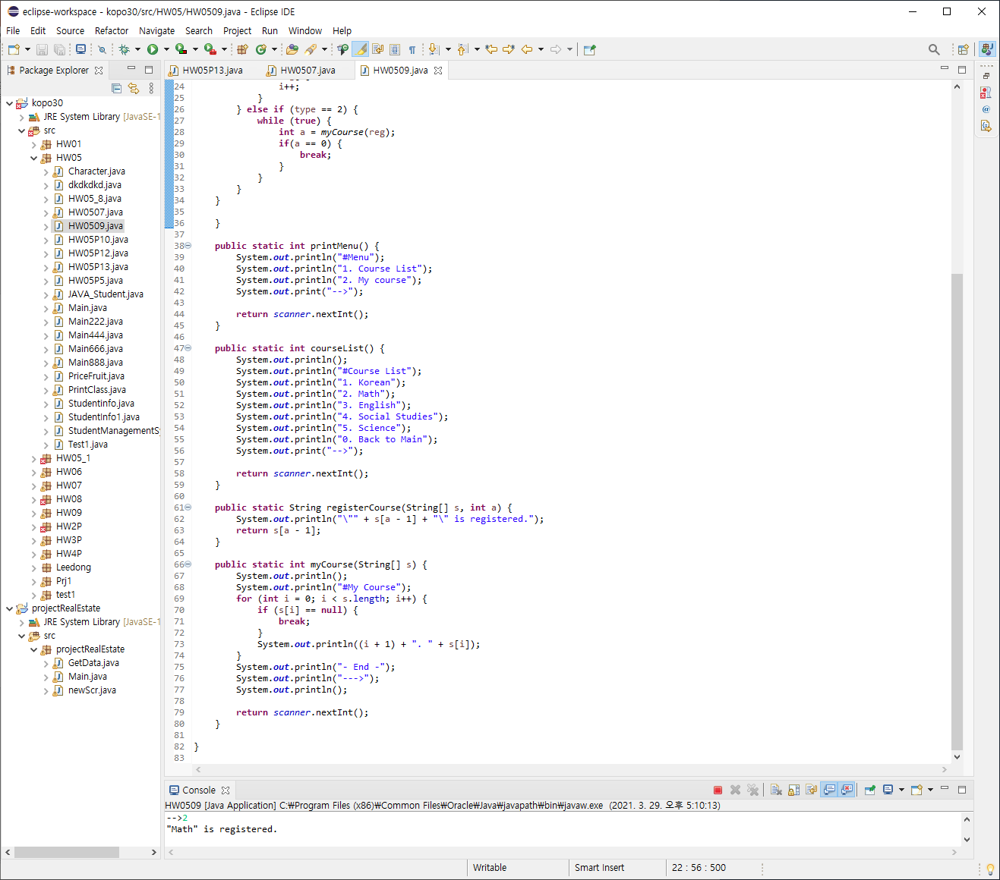 eclipse-workspace - kopo30/src/HW05/HW0509.java - Eclipse IDE
File Edit Source Refactor Navigate Search Project Run Window Help
Package Explorer
kopo30
JRE System Library [JavaSE-1
src
HW01
HW05
Character.java
dkdkdkd.java
HW05_8.java
HW0507.java
HW0509.java
HW05P10.java
HW05P12.java
HW05P13.java
HW05P5.java
JAVA_Student.java
Main.java
Main222.java
Main444.java
Main666.java
Main888.java
PriceFruit.java
PrintClass.java
Studentinfo.java
StudentInfo1.java
StudentManagementSy
Test1.java
HW05_1
HW06
HW07
HW08
HW09
HW2P
HW3P
HW4P
Leedong
Prj1
test1
projectRealEstate
JRE System Library [JavaSE-1
src
projectRealEstate
GetData.java
Main.java
newScr.java
HW05P13.java HW0507.java HW0509.java
24 i++;
25 }
26 } else if (type == 2) {
27 while (true) {
28 int a = myCourse(reg);
29 if(a == 0) {
30 break;
31 }
32 }
33 }
34 }
35
36 }
37
38 public static int printMenu() {
39 System.out.println("#Menu");
40 System.out.println("1. Course List");
41 System.out.println("2. My course");
42 System.out.print("-->");
43
44 return scanner.nextInt();
45 }
46
47 public static int courseList() {
48 System.out.println();
49 System.out.println("#Course List");
50 System.out.println("1. Korean");
51 System.out.println("2. Math");
52 System.out.println("3. English");
53 System.out.println("4. Social Studies");
54 System.out.println("5. Science");
55 System.out.println("0. Back to Main");
56 System.out.print("-->");
57
58 return scanner.nextInt();
59 }
60
61 public static String registerCourse(String[] s, int a) {
62 System.out.println("\"" + s[a - 1] + "\" is registered.");
63 return s[a - 1];
64 }
65
66 public static int myCourse(String[] s) {
67 System.out.println();
68 System.out.println("#My Course");
69 for (int i = 0; i < s.length; i++) {
70 if (s[i] == null) {
71 break;
72 }
73 System.out.println((i + 1) + ". " + s[i]);
74 }
75 System.out.println("- End -");
76 System.out.println("--->");
77 System.out.println();
78
79 return scanner.nextInt();
80 }
81
82 }
83
Console
HW0509 [Java Application] C:₩Program Files (x86)₩Common Files₩Oracle₩Java₩javapath₩bin₩javaw.exe (2021. 3. 29. 오후 5:10:13)
-->2
"Math" is registered.
Writable Smart Insert 22 : 56 : 500